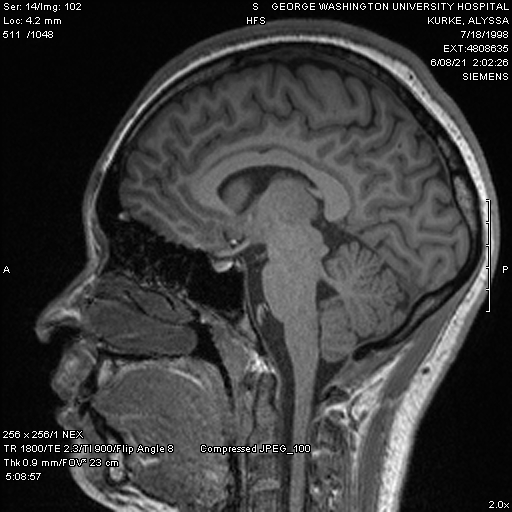 Ser: 14/Img: 102
Loc: 4.2 mm
511 /1048
S GEORGE WASHINGTON UNIVERSITY HOSPITAL
HFS KURKE, ALYSSA
7/18/1998
EXT:4808635
6/08/21 2:02:26
SIEMENS
A
P
256 x 256/1 NEX
TR 1800/TE 2.3/TI 900/Flip Angle 8 Compressed JPEG_100
Thk 0.9 mm/FOV* 23 cm
5:08:57
2.0x